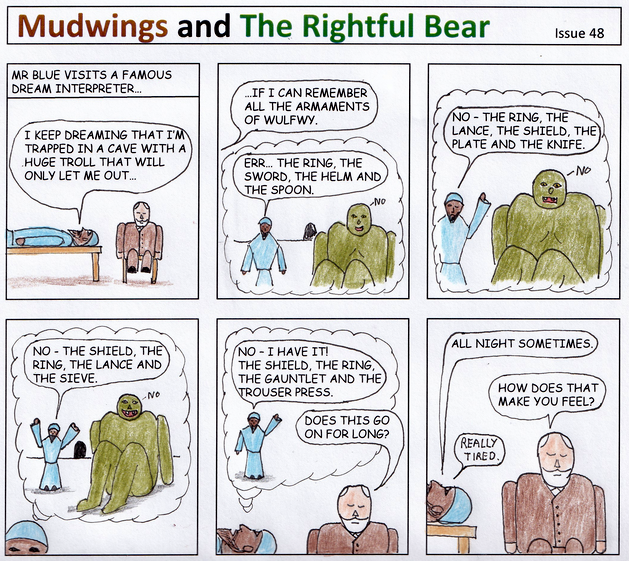 Mudwings and The Rightful Bear
Issue 48
MR BLUE VISITS A FAMOUS
DREAM INTERPRETER...
I KEEP DREAMING THAT I'M
TRAPPED IN A CAVE WITH A
HUGE TROLL THAT WILL
ONLY LET ME OUT...
...IF I CAN REMEMBER
ALL THE ARMAMENTS
OF WULFWY.
ERR... THE RING, THE
SWORD, THE HELM AND
THE SPOON.
NO
NO - THE RING, THE
LANCE, THE SHIELD, THE
PLATE AND THE KNIFE.
NO
NO - THE SHIELD, THE
RING, THE LANCE AND
THE SIEVE.
NO
NO - I HAVE IT!
THE SHIELD, THE RING,
THE GAUNTLET AND THE
TROUSER PRESS.
DOES THIS GO
ON FOR LONG?
ALL NIGHT SOMETIMES.
HOW DOES THAT
MAKE YOU FEEL?
REALLY
TIRED.